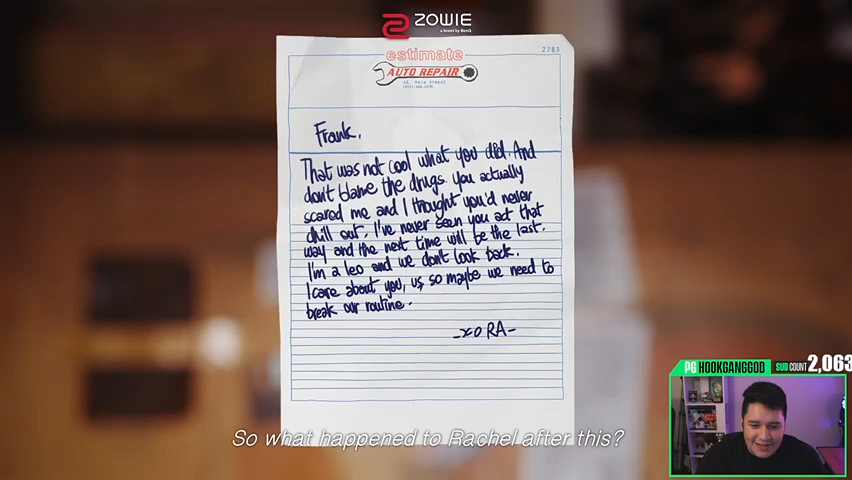 ZOWIE
a brand by BenQ
2783
estimate
AUTO REPAIR
Frank,
That was not cool what you did. And
don't blame the drugs. You actually
scared me and I thought you'd never
chill out. I've never seen you act that
way and the next time will be the last.
I'm a leo and we don't look back.
I care about you, us, so maybe we need to
break our routine.
-xo RA-
So what happened to Rachel after this?
PG HOOKGANGGOD
SUB COUNT 2,063